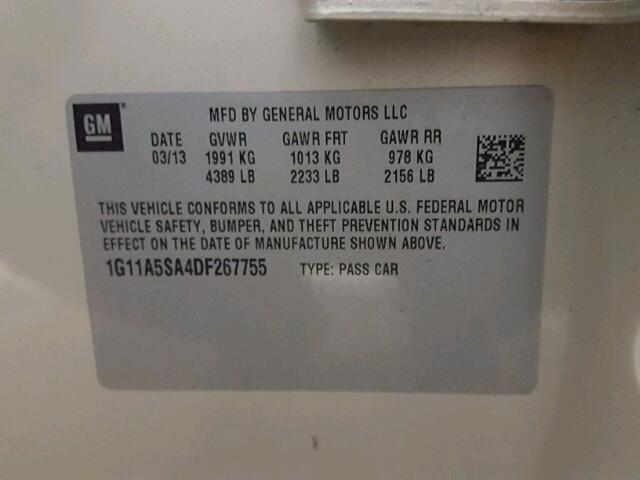 GM
MFD BY GENERAL MOTORS LLC
DATE GVWR GAWR FRT GAWR RR
03/13 1991 KG 1013 KG 978 KG
4389 LB 2233 LB 2156 LB
THIS VEHICLE CONFORMS TO ALL APPLICABLE U.S. FEDERAL MOTOR
VEHICLE SAFETY, BUMPER, AND THEFT PREVENTION STANDARDS IN
EFFECT ON THE DATE OF MANUFACTURE SHOWN ABOVE.
1G11A5SA4DF267755 TYPE: PASS CAR